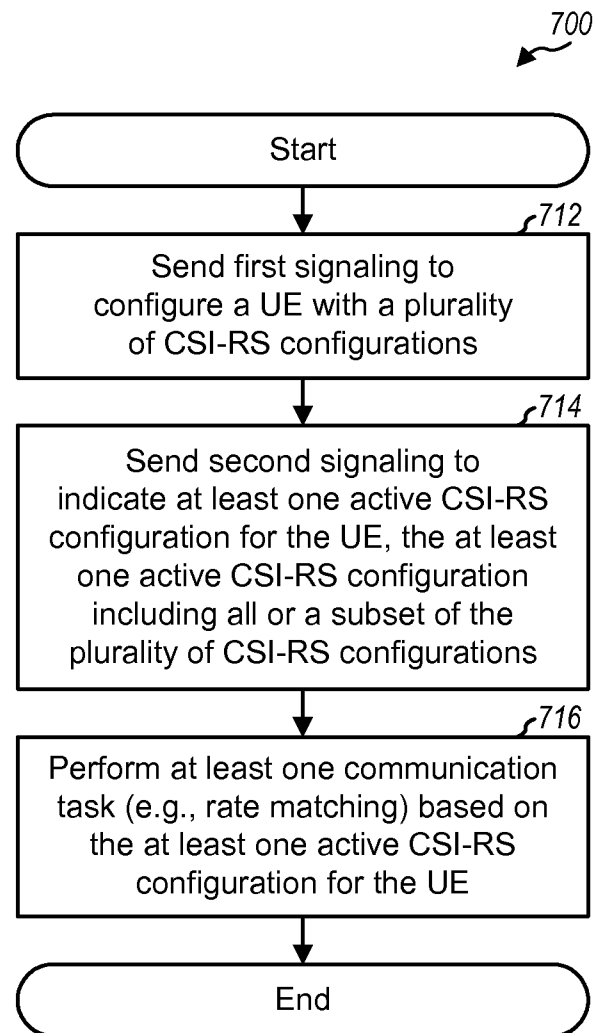 700
Start
712
Send first signaling to
configure a UE with a plurality
of CSI-RS configurations
714
Send second signaling to
indicate at least one active CSI-RS
configuration for the UE, the at least
one active CSI-RS configuration
including all or a subset of the
plurality of CSI-RS configurations
716
Perform at least one communication
task (e.g., rate matching) based on
the at least one active CSI-RS
configuration for the UE
End